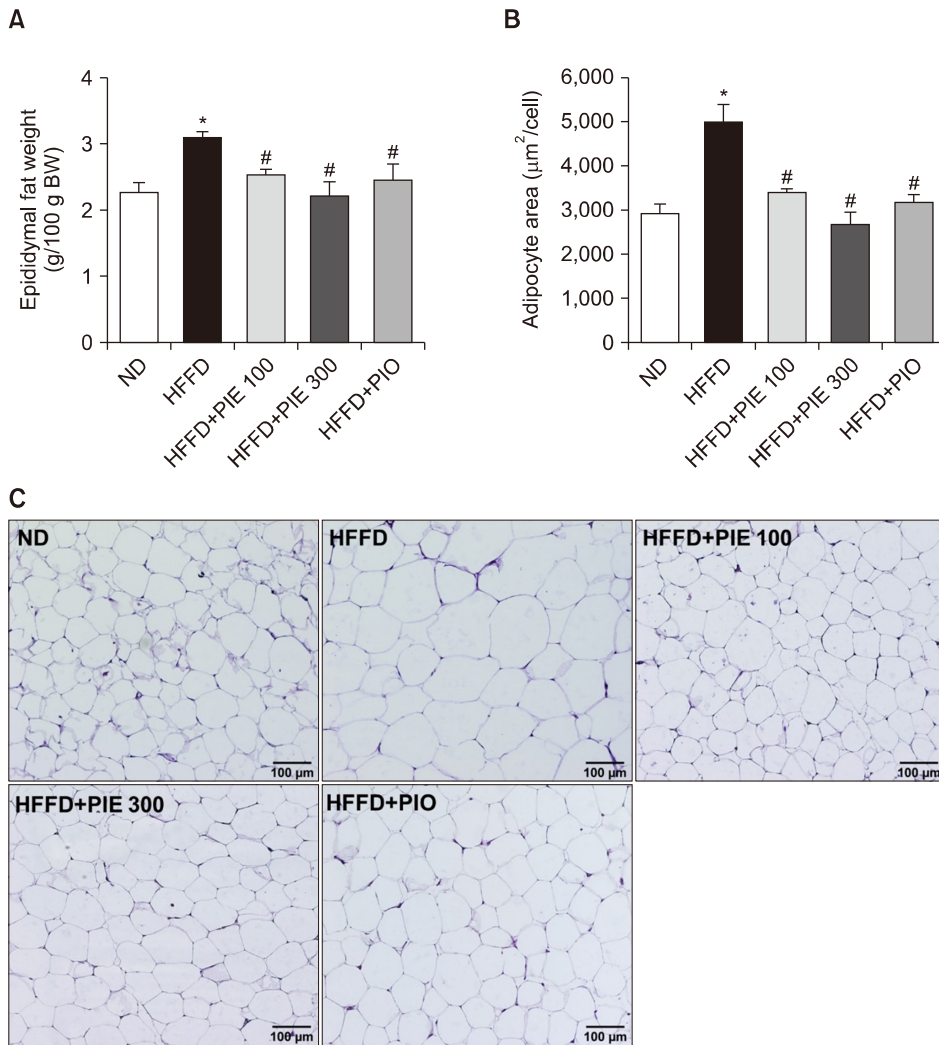 A
Epididymal fat weight
(g/100 g BW)
4
3
2
1
0
*
#
#
#
ND
HFFD
HFFD+PIE 100
HFFD+PIE 300
HFFD+PIO
B
Adipocyte area (μm²/cell)
6,000
5,000
4,000
3,000
2,000
1,000
0
*
#
#
#
ND
HFFD
HFFD+PIE 100
HFFD+PIE 300
HFFD+PIO
C
ND
100 μm
HFFD
100 μm
HFFD+PIE 100
100 μm
HFFD+PIE 300
100 μm
HFFD+PIO
100 μm